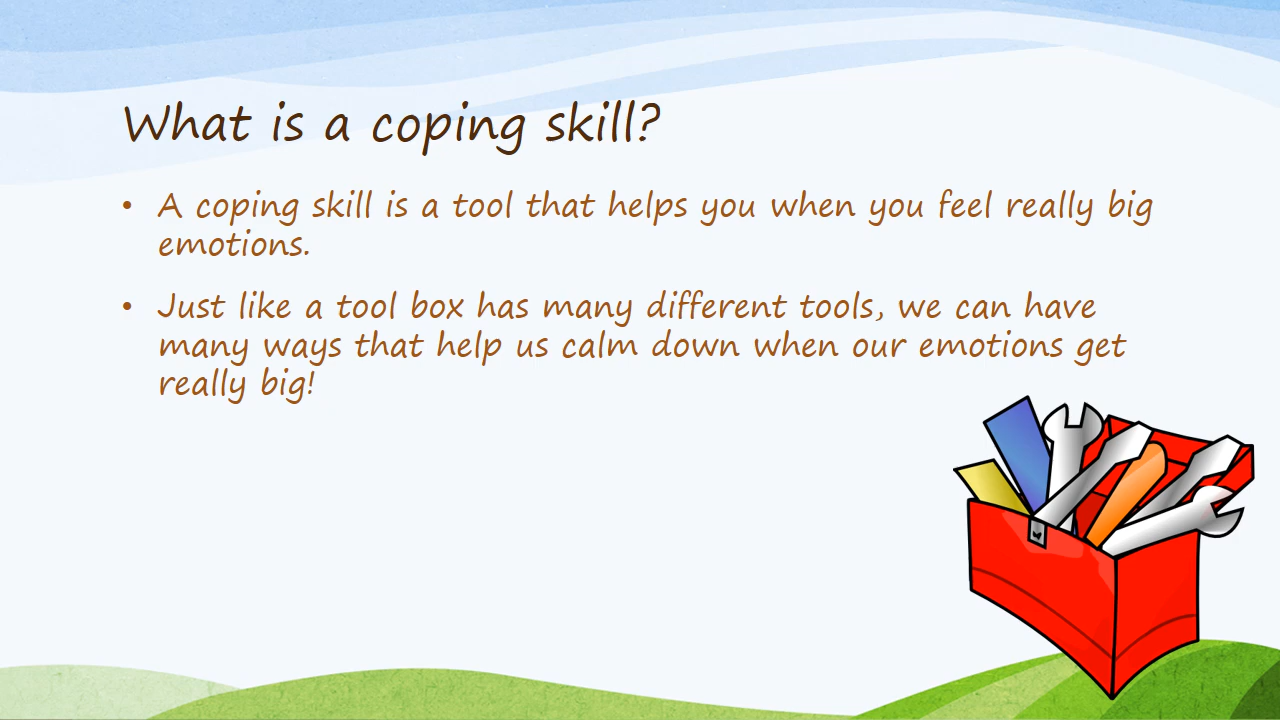 What is a coping skill?
• A coping skill is a tool that helps you when you feel really big
emotions.
• Just like a tool box has many different tools, we can have
many ways that help us calm down when our emotions get
really big!